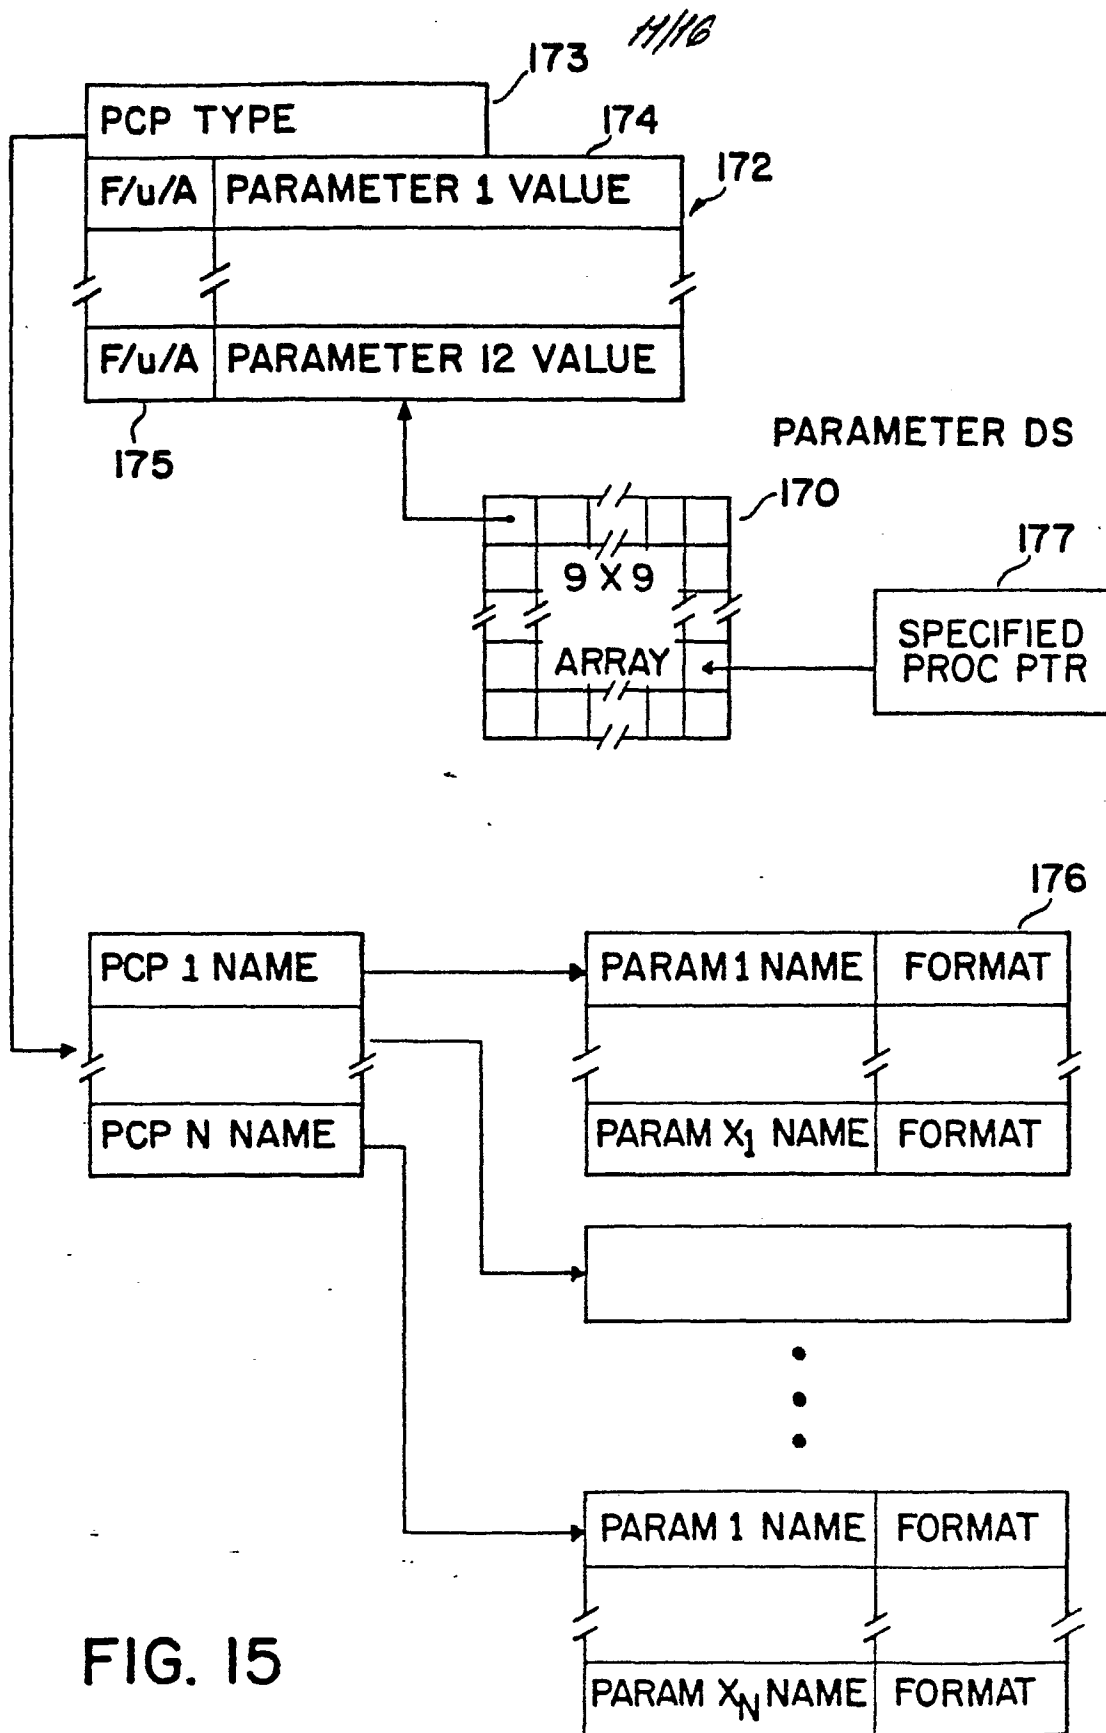 11/16
173
PCP TYPE
174
172
F/u/A PARAMETER 1 VALUE
F/u/A PARAMETER 12 VALUE
175
PARAMETER DS
170
177
9 X 9
ARRAY
SPECIFIED
PROC PTR
176
PCP 1 NAME
PARAM 1 NAME FORMAT
PCP N NAME
PARAM X₁ NAME FORMAT
PARAM 1 NAME FORMAT
PARAM X_N NAME FORMAT
FIG. 15